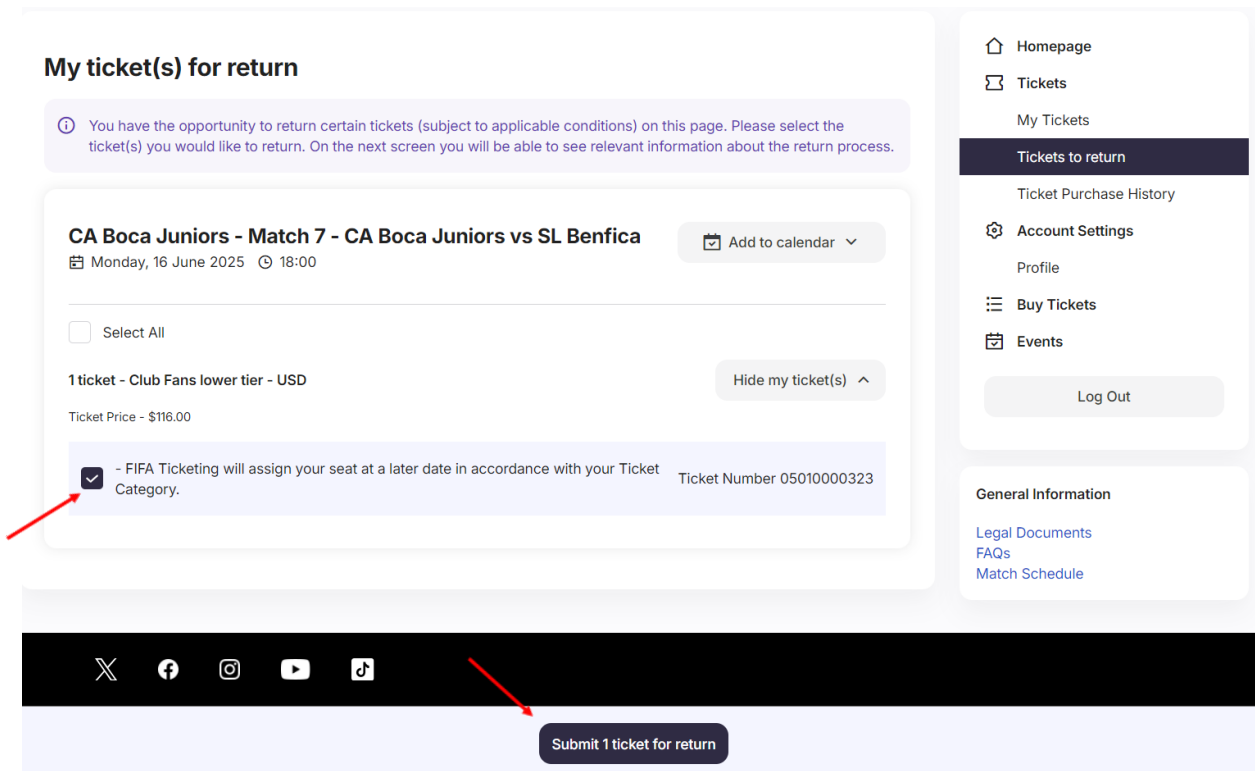 My ticket(s) for return
You have the opportunity to return certain tickets (subject to applicable conditions) on this page. Please select the
ticket(s) you would like to return. On the next screen you will be able to see relevant information about the return process.
CA Boca Juniors - Match 7 - CA Boca Juniors vs SL Benfica
Monday, 16 June 2025 18:00
Add to calendar
Select All
1 ticket - Club Fans lower tier - USD
Hide my ticket(s)
Ticket Price - $116.00
- FIFA Ticketing will assign your seat at a later date in accordance with your Ticket
Category.
Ticket Number 05010000323
Homepage
Tickets
My Tickets
Tickets to return
Ticket Purchase History
Account Settings
Profile
Buy Tickets
Events
Log Out
General Information
Legal Documents
FAQs
Match Schedule
Submit 1 ticket for return